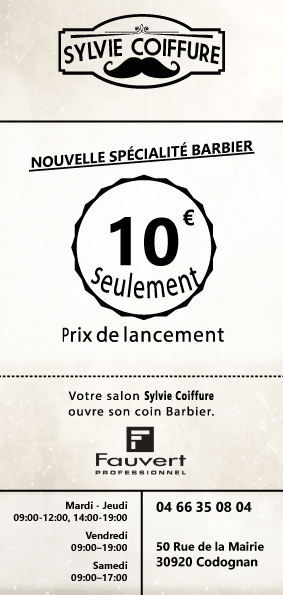 SYLVIE COIFFURE
NOUVELLE SPÉCIALITÉ BARBIER
10€
seulement
Prix de lancement
Votre salon Sylvie Coiffure
ouvre son coin Barbier.
F
Fauvert
PROFESSIONNEL
Mardi - Jeudi
09:00-12:00, 14:00-19:00
Vendredi
09:00–19:00
Samedi
09:00–17:00
04 66 35 08 04
50 Rue de la Mairie
30920 Codognan